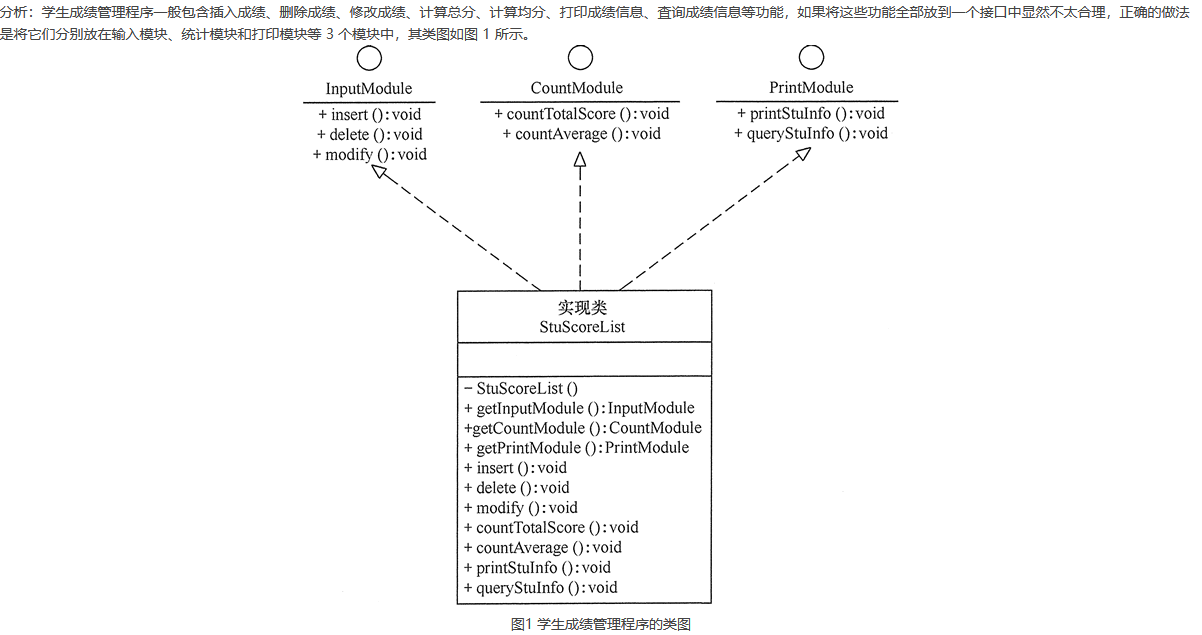 分析：学生成绩管理程序一般包含插入成绩、删除成绩、修改成绩、计算总分、计算均分、打印成绩信息、査询成绩信息等功能，如果将这些功能全部放到一个接口中显然不太合理，正确的做法
是将它们分别放在输入模块、统计模块和打印模块等 3 个模块中，其类图如图 1 所示。
InputModule
+ insert ():void
+ delete ():void
+ modify ():void
CountModule
+ countTotalScore ():void
+ countAverage ():void
PrintModule
+ printStuInfo ():void
+ queryStuInfo ():void
实现类
StuScoreList
− StuScoreList ()
+ getInputModule ():InputModule
+getCountModule ():CountModule
+ getPrintModule ():PrintModule
+ insert ():void
+ delete ():void
+ modify ():void
+ countTotalScore ():void
+ countAverage ():void
+ printStuInfo ():void
+ queryStuInfo ():void
图1 学生成绩管理程序的类图